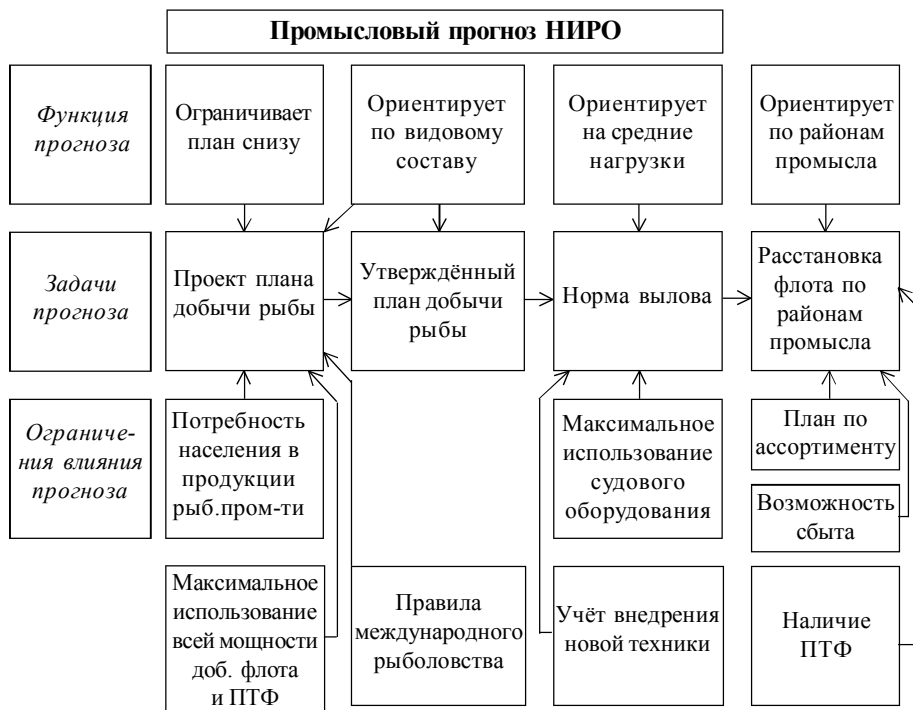 Промысловый прогноз НИРО
Функция
прогноза
Ограничивает
план снизу
Ориентирует
по видовому
составу
Ориентирует
на средние
нагрузки
Ориентирует
по районам
промысла
Задачи
прогноза
Проект плана
добычи рыбы
Утверждённый
план добычи
рыбы
Норма вылова
Расстановка
флота по
районам
промысла
Ограниче-
ния влияния
прогноза
Потребность
населения в
продукции
рыб.пром-ти
Максимальное
использование
судового
оборудования
План по
ассортименту
Возможность
сбыта
Максимальное
использование
всей мощности
доб. флота
и ПТФ
Правила
международного
рыболовства
Учёт внедрения
новой техники
Наличие
ПТФ